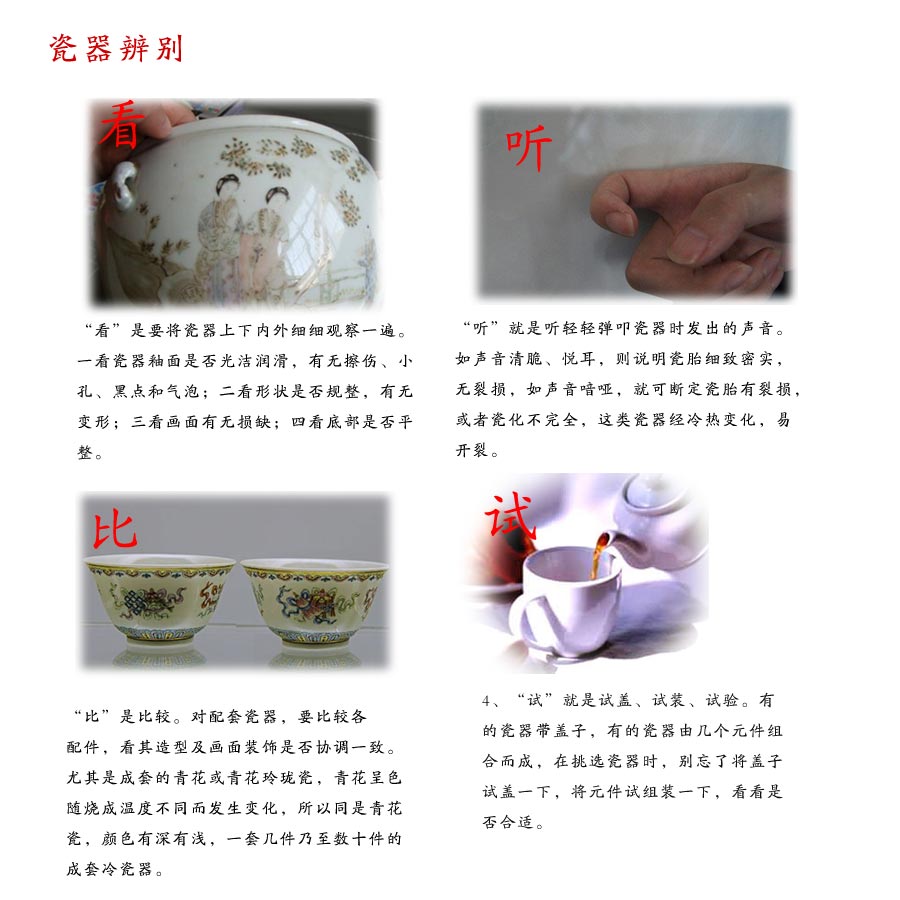 瓷器辨别
看
“看”是要将瓷器上下内外细细观察一遍。
一看瓷器釉面是否光洁润滑，有无擦伤、小
孔、黑点和气泡；二看形状是否规整，有无
变形；三看画面有无损缺；四看底部是否平
整。
听
“听”就是听轻轻弹叩瓷器时发出的声音。
如声音清脆、悦耳，则说明瓷胎细致密实，
无裂损，如声音喑哑，就可断定瓷胎有裂损，
或者瓷化不完全，这类瓷器经冷热变化，易
开裂。
比
“比”是比较。对配套瓷器，要比较各
配件，看其造型及画面装饰是否协调一致。
尤其是成套的青花或青花玲珑瓷，青花呈色
随烧成温度不同而发生变化，所以同是青花
瓷，颜色有深有浅，一套几件乃至数十件的
成套冷瓷器。
试
4、“试”就是试盖、试装、试验。有
的瓷器带盖子，有的瓷器由几个元件组
合而成，在挑选瓷器时，别忘了将盖子
试盖一下，将元件试组装一下，看看是
否合适。